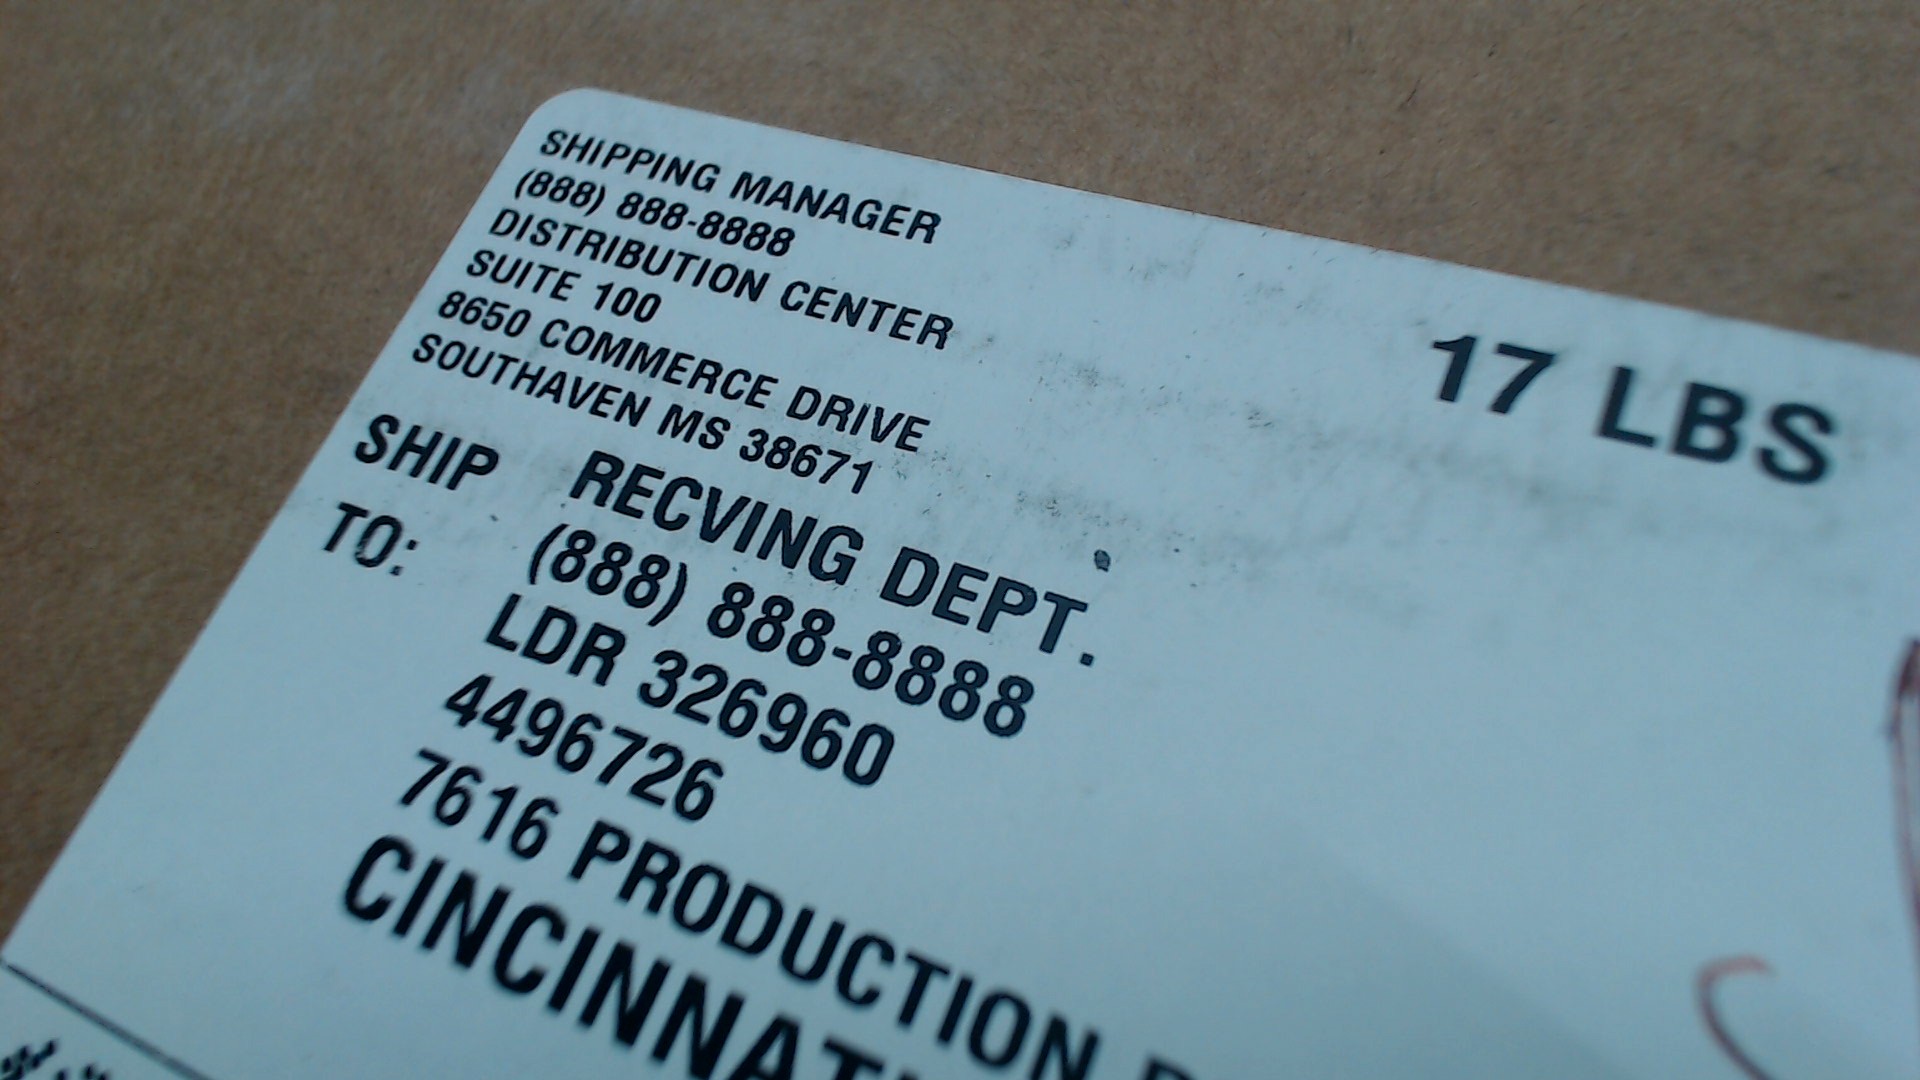 SHIPPING MANAGER
(888) 888-8888
DISTRIBUTION CENTER
SUITE 100
8650 COMMERCE DRIVE
SOUTHAVEN MS 38671
17 LBS
SHIP TO:
RECVING DEPT.
(888) 888-8888
LDR 326960
4496726
7616 PRODUCTION